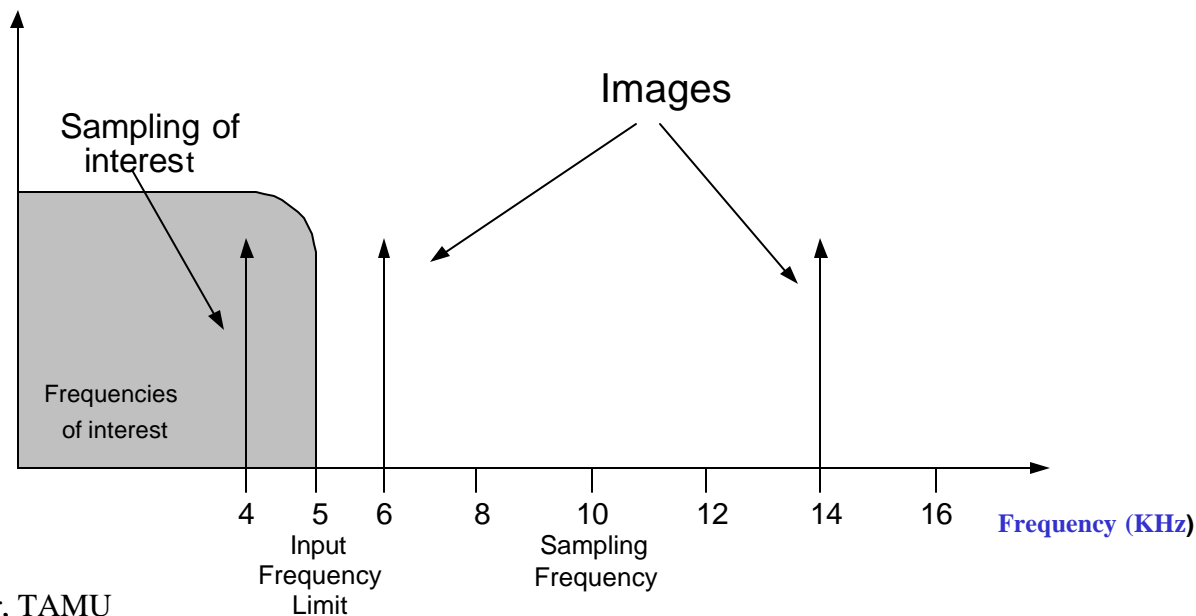 Images
Sampling of
interest
Frequencies
of interest
4
5
6
8
10
12
14
16
Frequency (KHz)
Input
Frequency
Limit
Sampling
Frequency
, TAMU